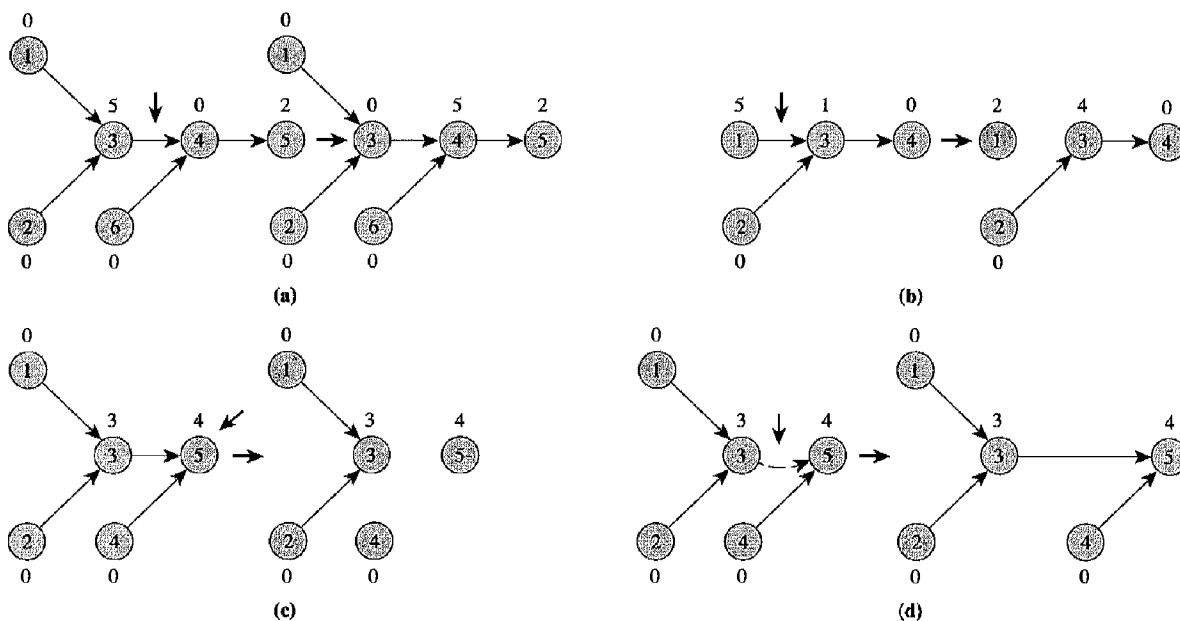 0 0
1 1
5 0 2 0 5 2
3 4 5 3 4 5
2 6 2 6
0 0 0 0
(a)
5 1 0 2 4 0
1 3 4 1 3 4
2 2
0 0
(b)
0 0
1 1
3 4 3 4
3 5 3 5
2 4 2 4
0 0 0 0
(c)
0 0
1 1
3 4 3 4
3 5 3 5
2 4 2 4
0 0 0 0
(d)